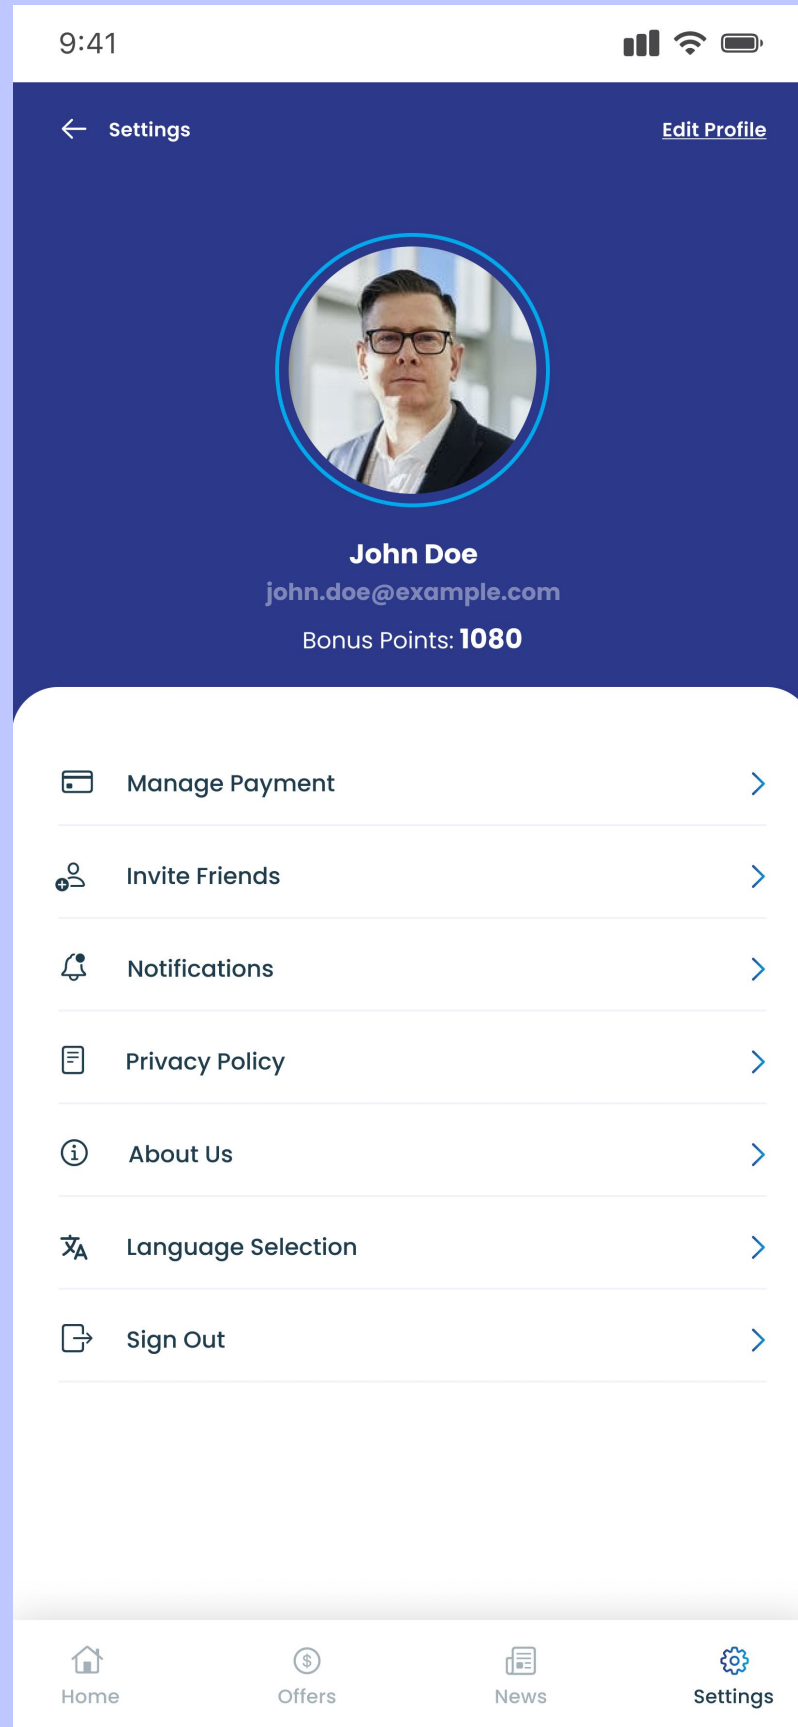 9:41
Settings
Edit Profile
John Doe
john.doe@example.com
Bonus Points: 1080
Manage Payment
Invite Friends
Notifications
Privacy Policy
About Us
Language Selection
Sign Out
Home
Offers
News
Settings